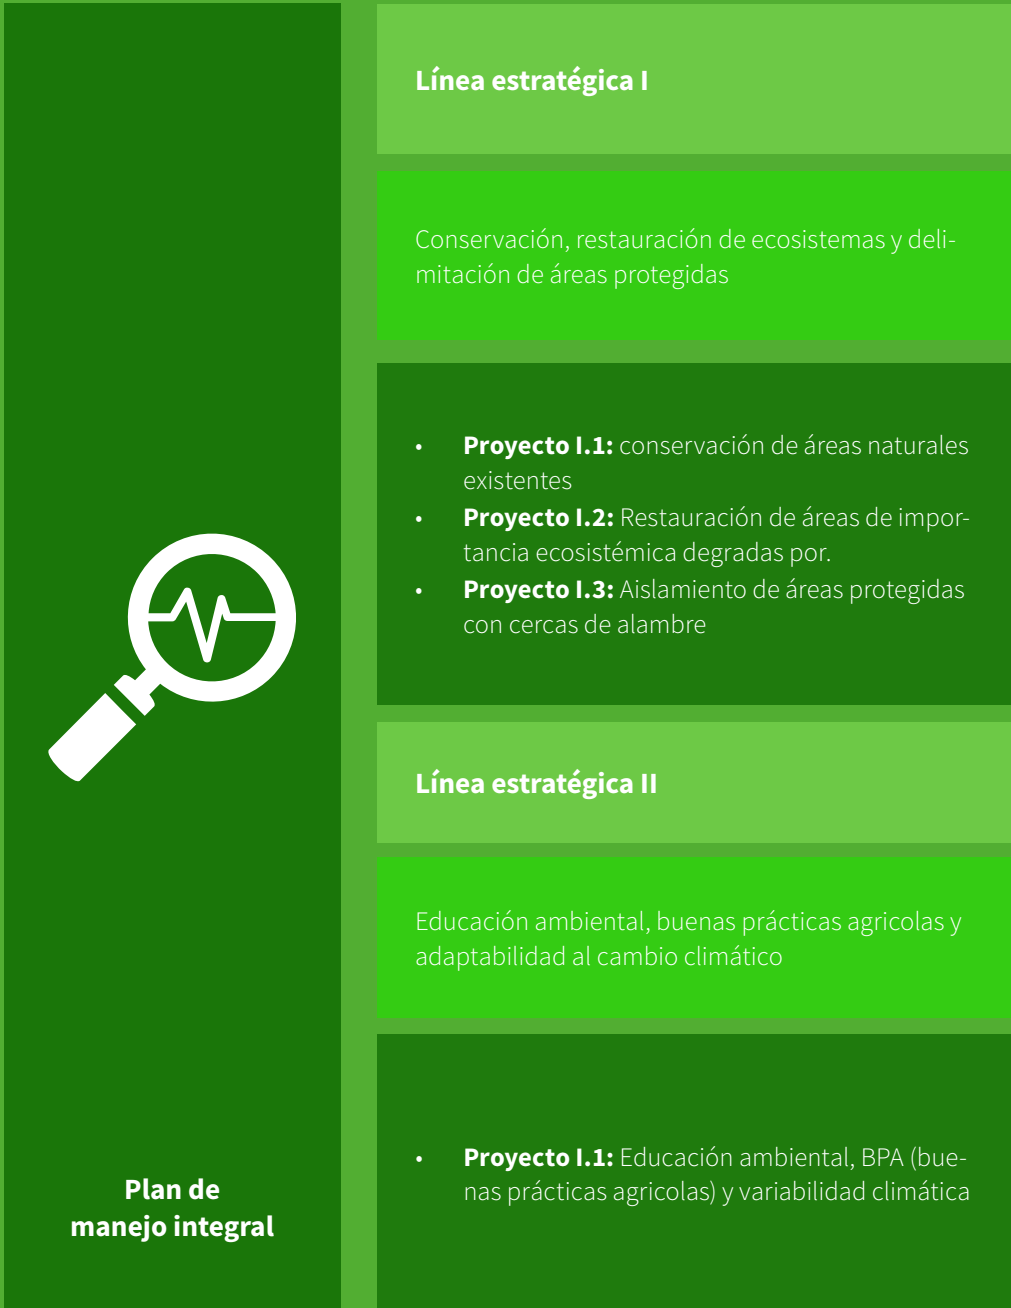 Línea estratégica I
Conservación, restauración de ecosistemas y deli-
mitación de áreas protegidas
• Proyecto I.1: conservación de áreas naturales
existentes
• Proyecto I.2: Restauración de áreas de impor-
tancia ecosistémica degradas por.
• Proyecto I.3: Aislamiento de áreas protegidas
con cercas de alambre
Línea estratégica II
Educación ambiental, buenas prácticas agricolas y
adaptabilidad al cambio climático
• Proyecto I.1: Educación ambiental, BPA (bue-
nas prácticas agricolas) y variabilidad climática
Plan de
manejo integral